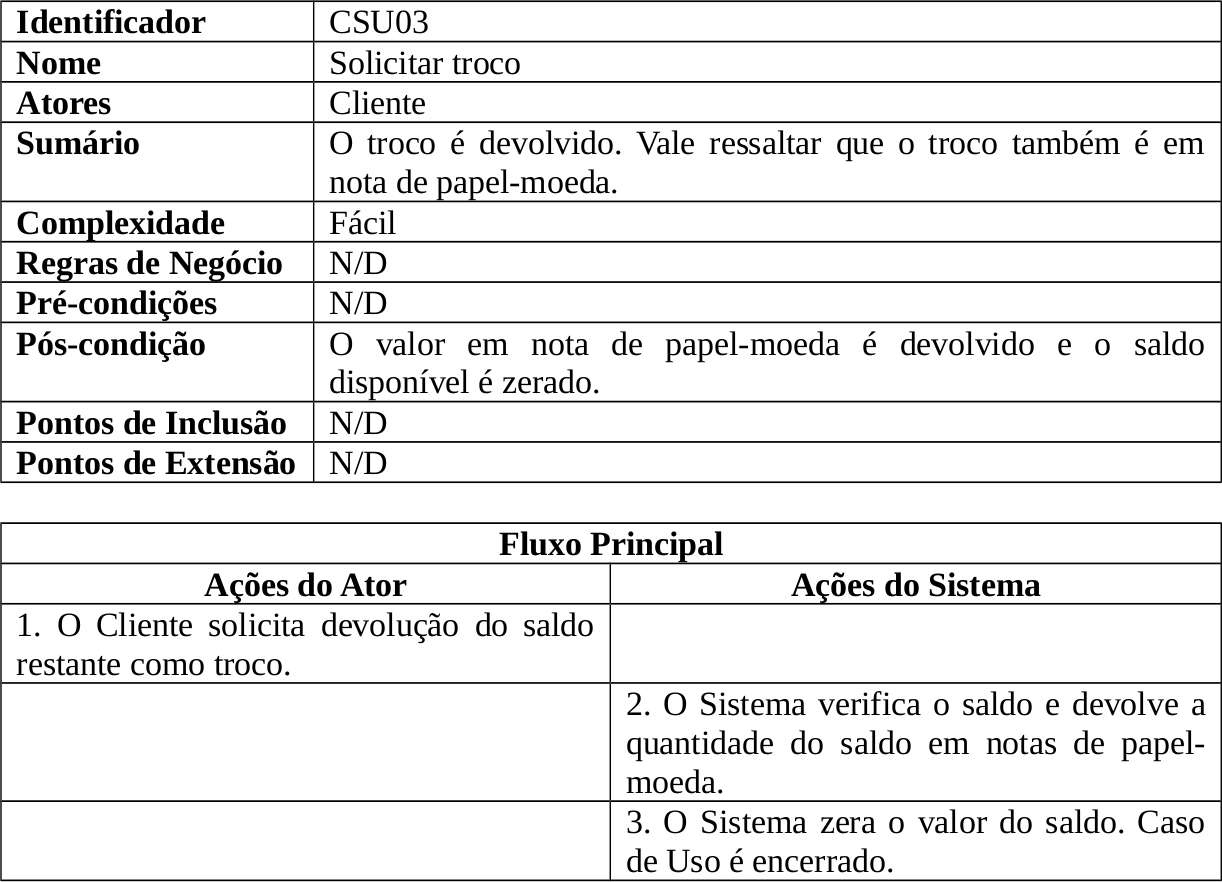 Identificador CSU03
Nome Solicitar troco
Atores Cliente
Sumário O troco é devolvido. Vale ressaltar que o troco também é em
nota de papel-moeda.
Complexidade Fácil
Regras de Negócio N/D
Pré-condições N/D
Pós-condição O valor em nota de papel-moeda é devolvido e o saldo
disponível é zerado.
Pontos de Inclusão N/D
Pontos de Extensão N/D
Fluxo Principal
Ações do Ator Ações do Sistema
1. O Cliente solicita devolução do saldo
restante como troco.
2. O Sistema verifica o saldo e devolve a
quantidade do saldo em notas de papel-
moeda.
3. O Sistema zera o valor do saldo. Caso
de Uso é encerrado.